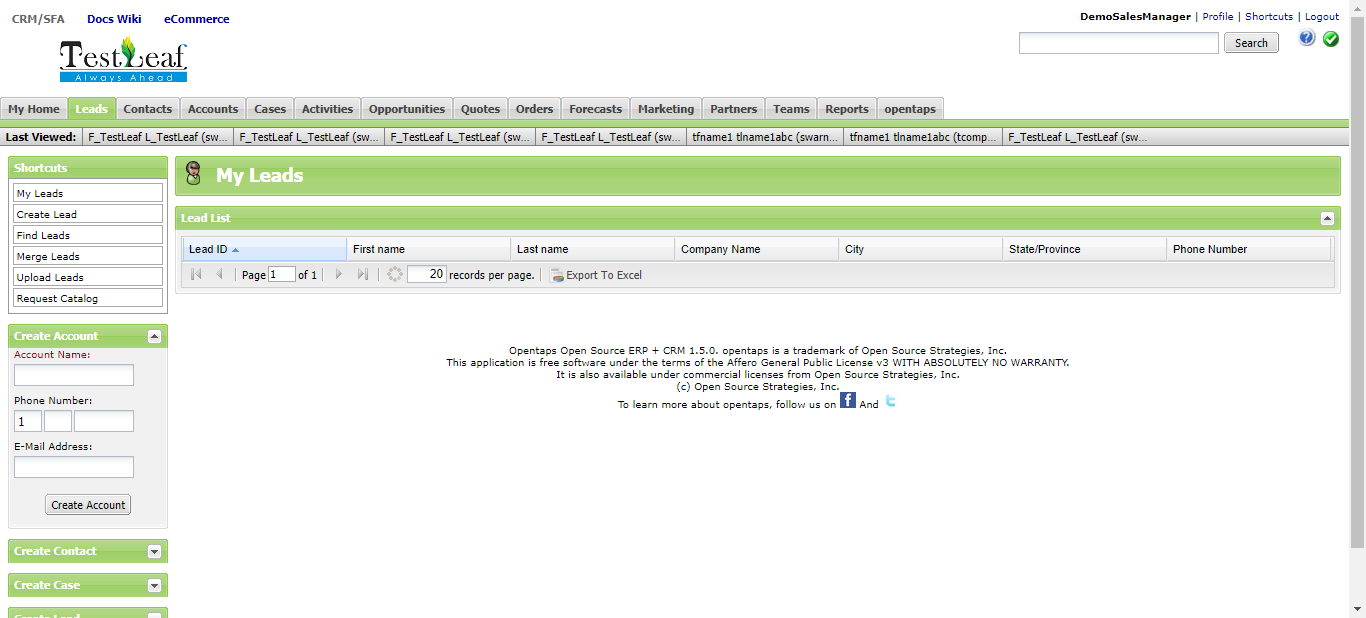 CRM/SFA Docs Wiki eCommerce
DemoSalesManager | Profile | Shortcuts | Logout
TestLeaf
Always Ahead
Search
My Home Leads Contacts Accounts Cases Activities Opportunities Quotes Orders Forecasts Marketing Partners Teams Reports opentaps
Last Viewed: F_TestLeaf L_TestLeaf (sw... F_TestLeaf L_TestLeaf (sw... F_TestLeaf L_TestLeaf (sw... F_TestLeaf L_TestLeaf (sw... tfname1 tlname1abc (swarn... tfname1 tlname1abc (tcomp... F_TestLeaf L_TestLeaf (sw...
Shortcuts
My Leads
Create Lead
Find Leads
Merge Leads
Upload Leads
Request Catalog
Create Account
Account Name:
Phone Number:
1
E-Mail Address:
Create Account
Create Contact
Create Case
Create Lead
My Leads
Lead List
Lead ID First name Last name Company Name City State/Province Phone Number
Page 1 of 1 20 records per page. Export To Excel
Opentaps Open Source ERP + CRM 1.5.0. opentaps is a trademark of Open Source Strategies, Inc.
This application is free software under the terms of the Affero General Public License v3 WITH ABSOLUTELY NO WARRANTY.
It is also available under commercial licenses from Open Source Strategies, Inc.
(c) Open Source Strategies, Inc.
To learn more about opentaps, follow us on f And t